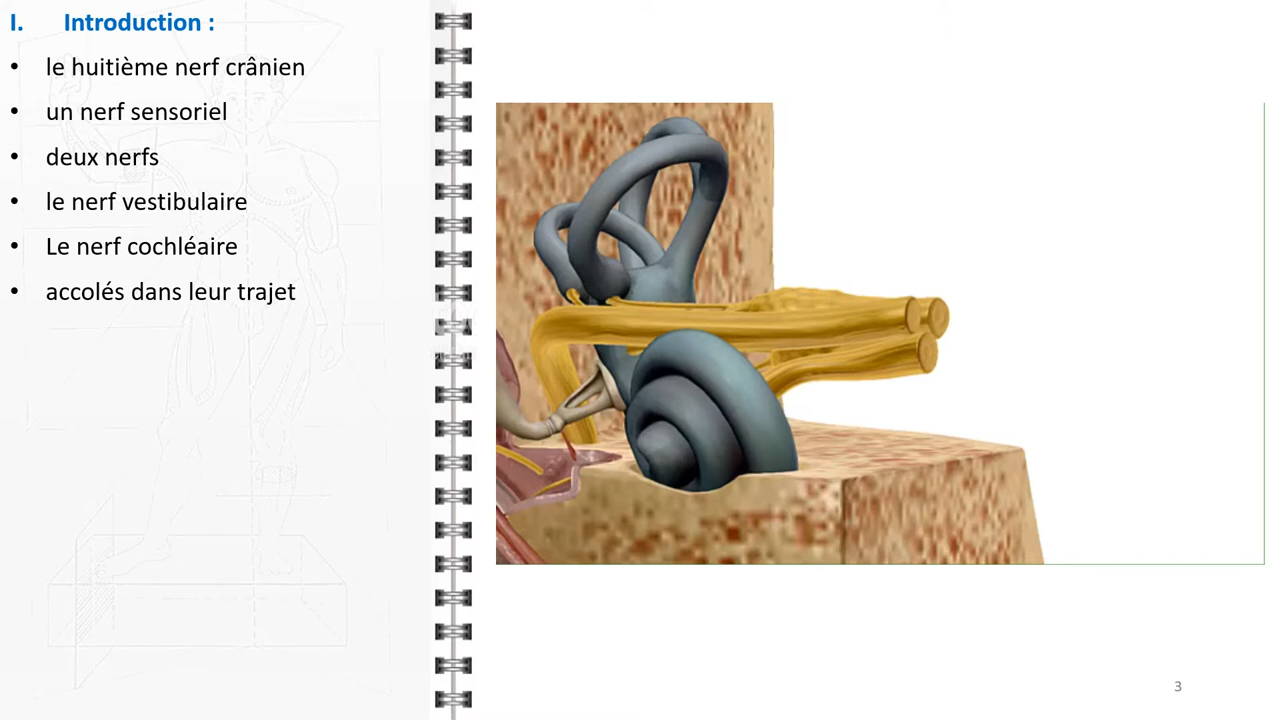 I. Introduction :
• le huitième nerf crânien
• un nerf sensoriel
• deux nerfs
• le nerf vestibulaire
• Le nerf cochléaire
• accolés dans leur trajet
3